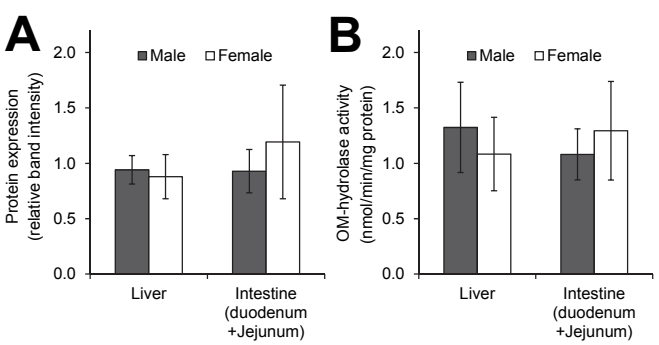 A
Protein expression
(relative band intensity)
2.0
1.5
1.0
0.5
0.0
Male
Female
Liver
Intestine
(duodenum
+Jejunum)
B
OM-hydrolase activity
(nmol/min/mg protein)
2.0
1.5
1.0
0.5
0.0
Male
Female
Liver
Intestine
(duodenum
+Jejunum)